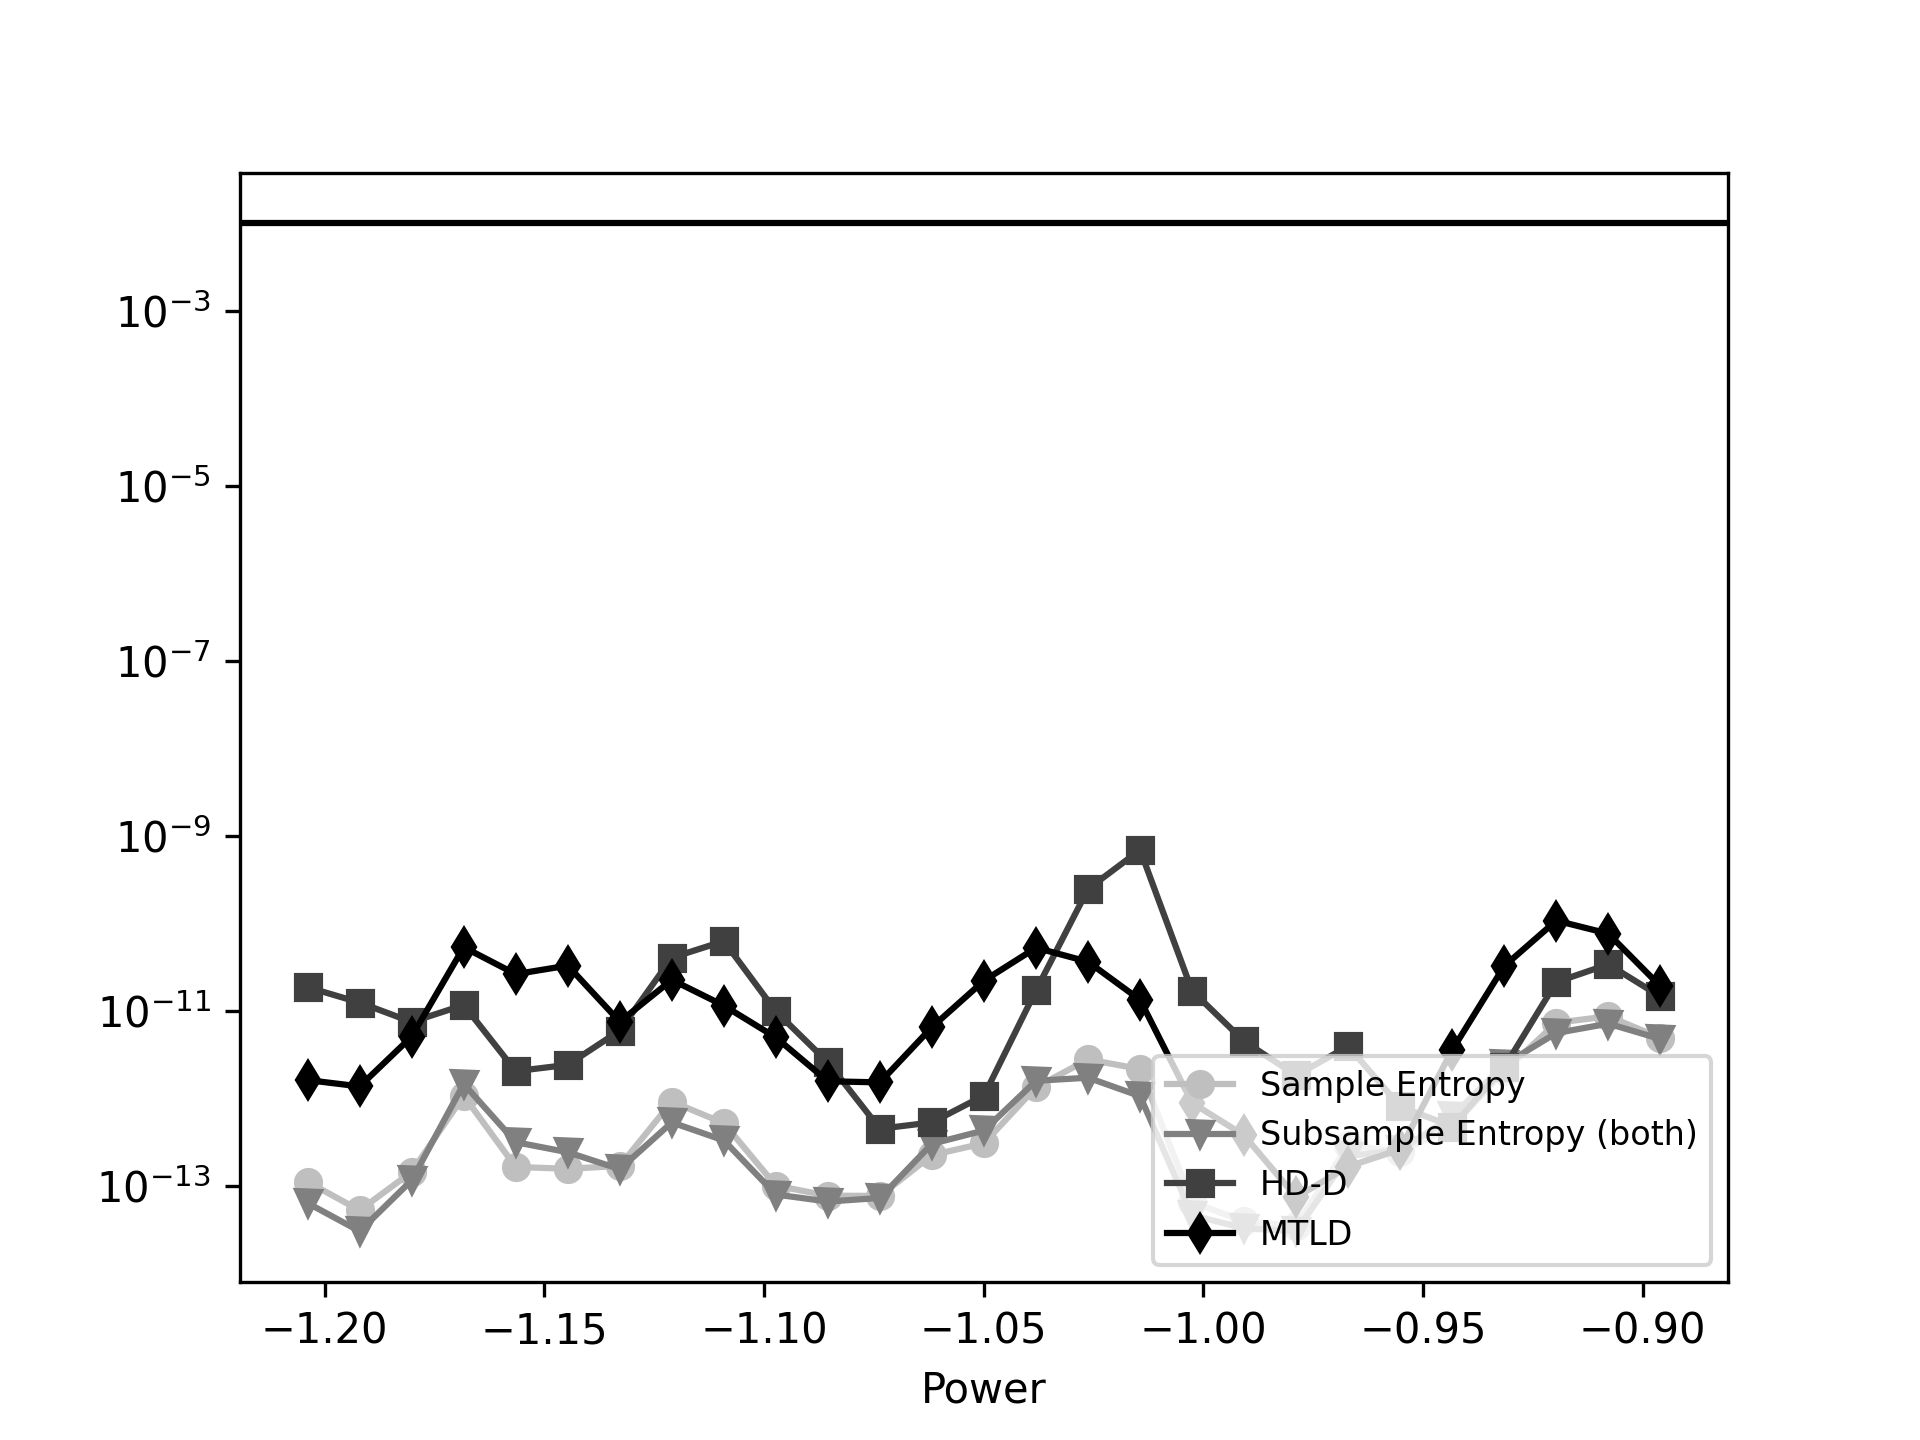 10⁻³
10⁻⁵
10⁻⁷
10⁻⁹
10⁻¹¹
10⁻¹³
Sample Entropy
Subsample Entropy (both)
HD-D
MTLD
−1.20 −1.15 −1.10 −1.05 −1.00 −0.95 −0.90
Power